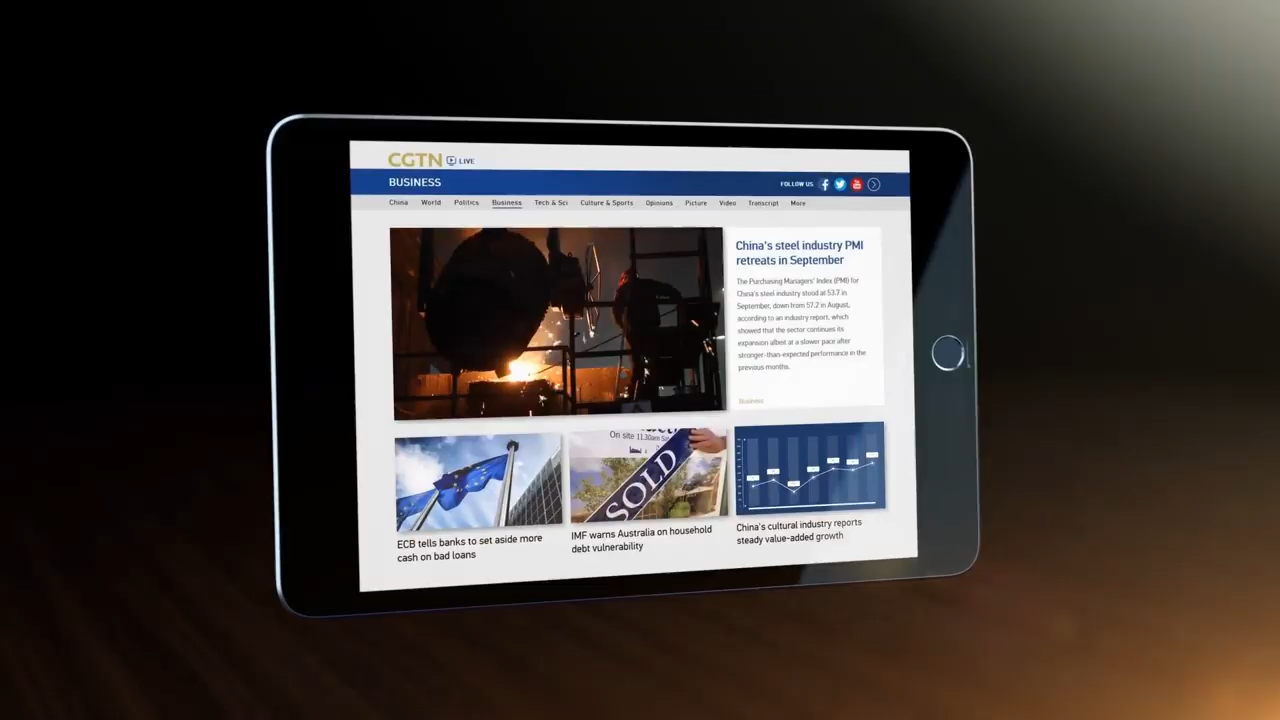 CGTN LIVE
BUSINESS
FOLLOW US
China World Politics Business Tech & Sci Culture & Sports Opinions Picture Video Transcript More
China's steel industry PMI
retreats in September
The Purchasing Managers' Index (PMI) for
China's steel industry stood at 53.7 in
September, down from 57.2 in August,
according to an industry report, which
showed that the sector continues its
expansion albeit at a slower pace after
stronger-than-expected performance in the
previous months.
Business
On site 11.30am
SOLD
ECB tells banks to set aside more
cash on bad loans
IMF warns Australia on household
debt vulnerability
China's cultural industry reports
steady value-added growth